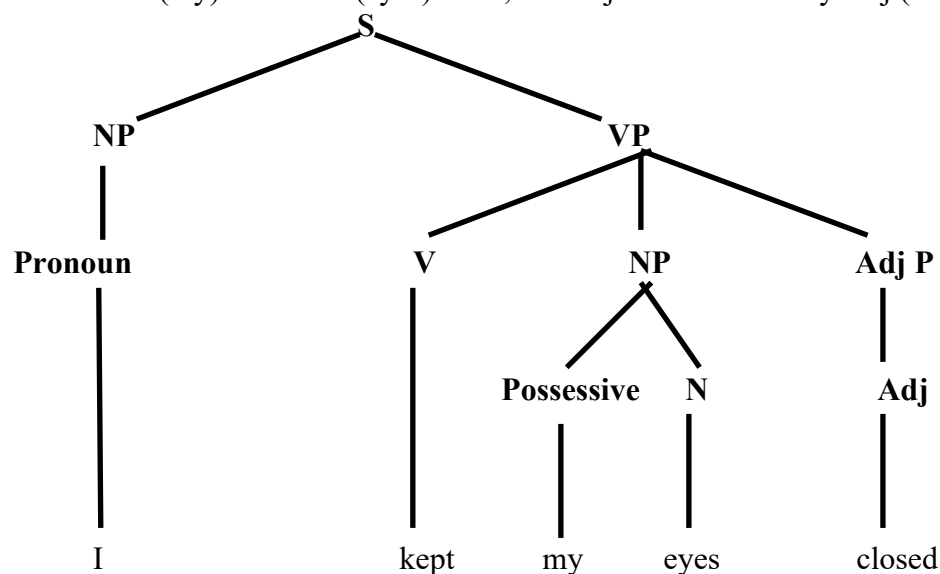 S
NP VP
Pronoun V NP Adj P
Possessive N Adj
I kept my eyes closed